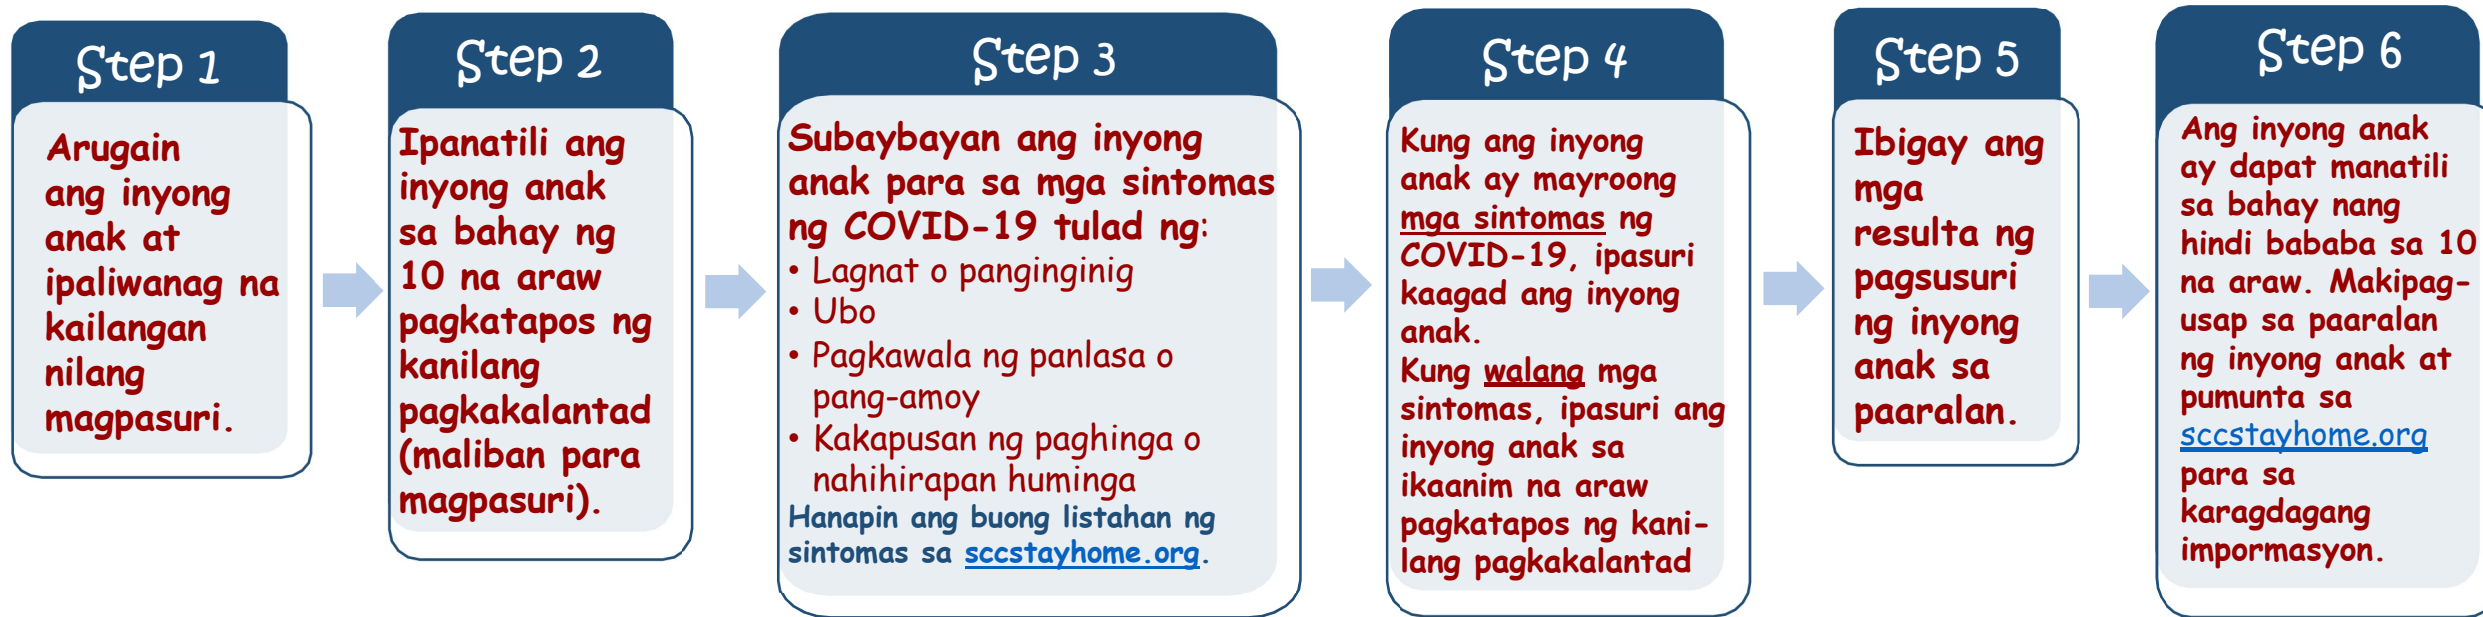 Step 1
Arugain
ang inyong
anak at
ipaliwanag na
kailangan
nilang
magpasuri.
Step 2
Ipanatili ang
inyong anak
sa bahay ng
10 na araw
pagkatapos ng
kanilang
pagkakalantad
(maliban para
magpasuri).
Step 3
Subaybayan ang inyong
anak para sa mga sintomas
ng COVID-19 tulad ng:
• Lagnat o panginginig
• Ubo
• Pagkawala ng panlasa o
pang-amoy
• Kakapusan ng paghinga o
nahihirapan huminga
Hanapin ang buong listahan ng
sintomas sa sccstayhome.org.
Step 4
Kung ang inyong
anak ay mayroong
mga sintomas ng
COVID-19, ipasuri
kaagad ang inyong
anak.
Kung walang mga
sintomas, ipasuri ang
inyong anak sa
ikaanim na araw
pagkatapos ng kani-
lang pagkakalantad
Step 5
Ibigay ang
mga
resulta ng
pagsusuri
ng inyong
anak sa
paaralan.
Step 6
Ang inyong anak
ay dapat manatili
sa bahay nang
hindi bababa sa 10
na araw. Makipag-
usap sa paaralan
ng inyong anak at
pumunta sa
sccstayhome.org
para sa
karagdagang
impormasyon.